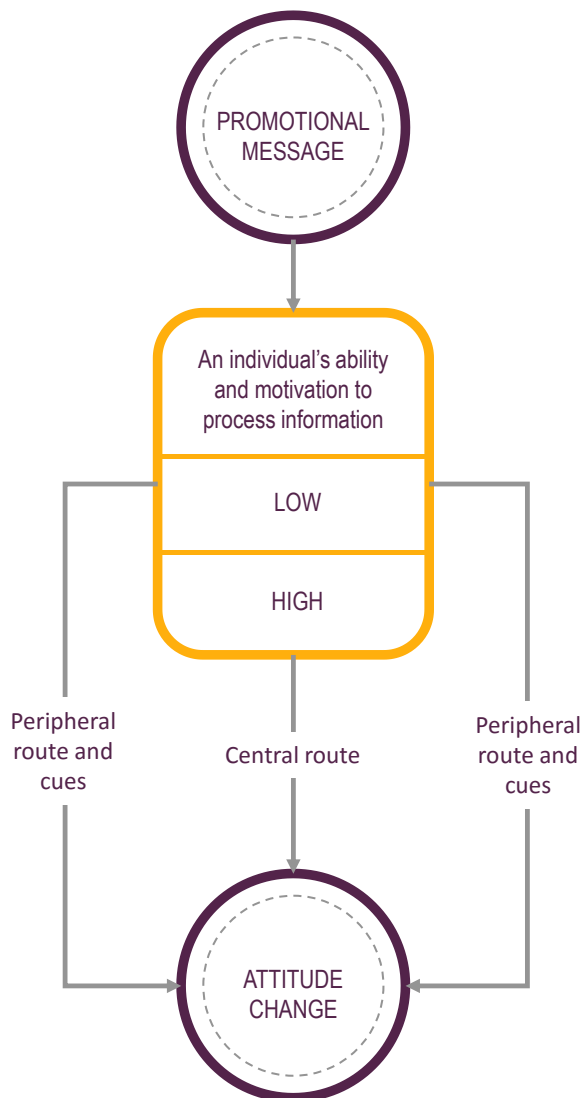 PROMOTIONAL
MESSAGE
An individual’s ability
and motivation to
process information
LOW
HIGH
Peripheral
route and
cues
Central route
Peripheral
route and
cues
ATTITUDE
CHANGE